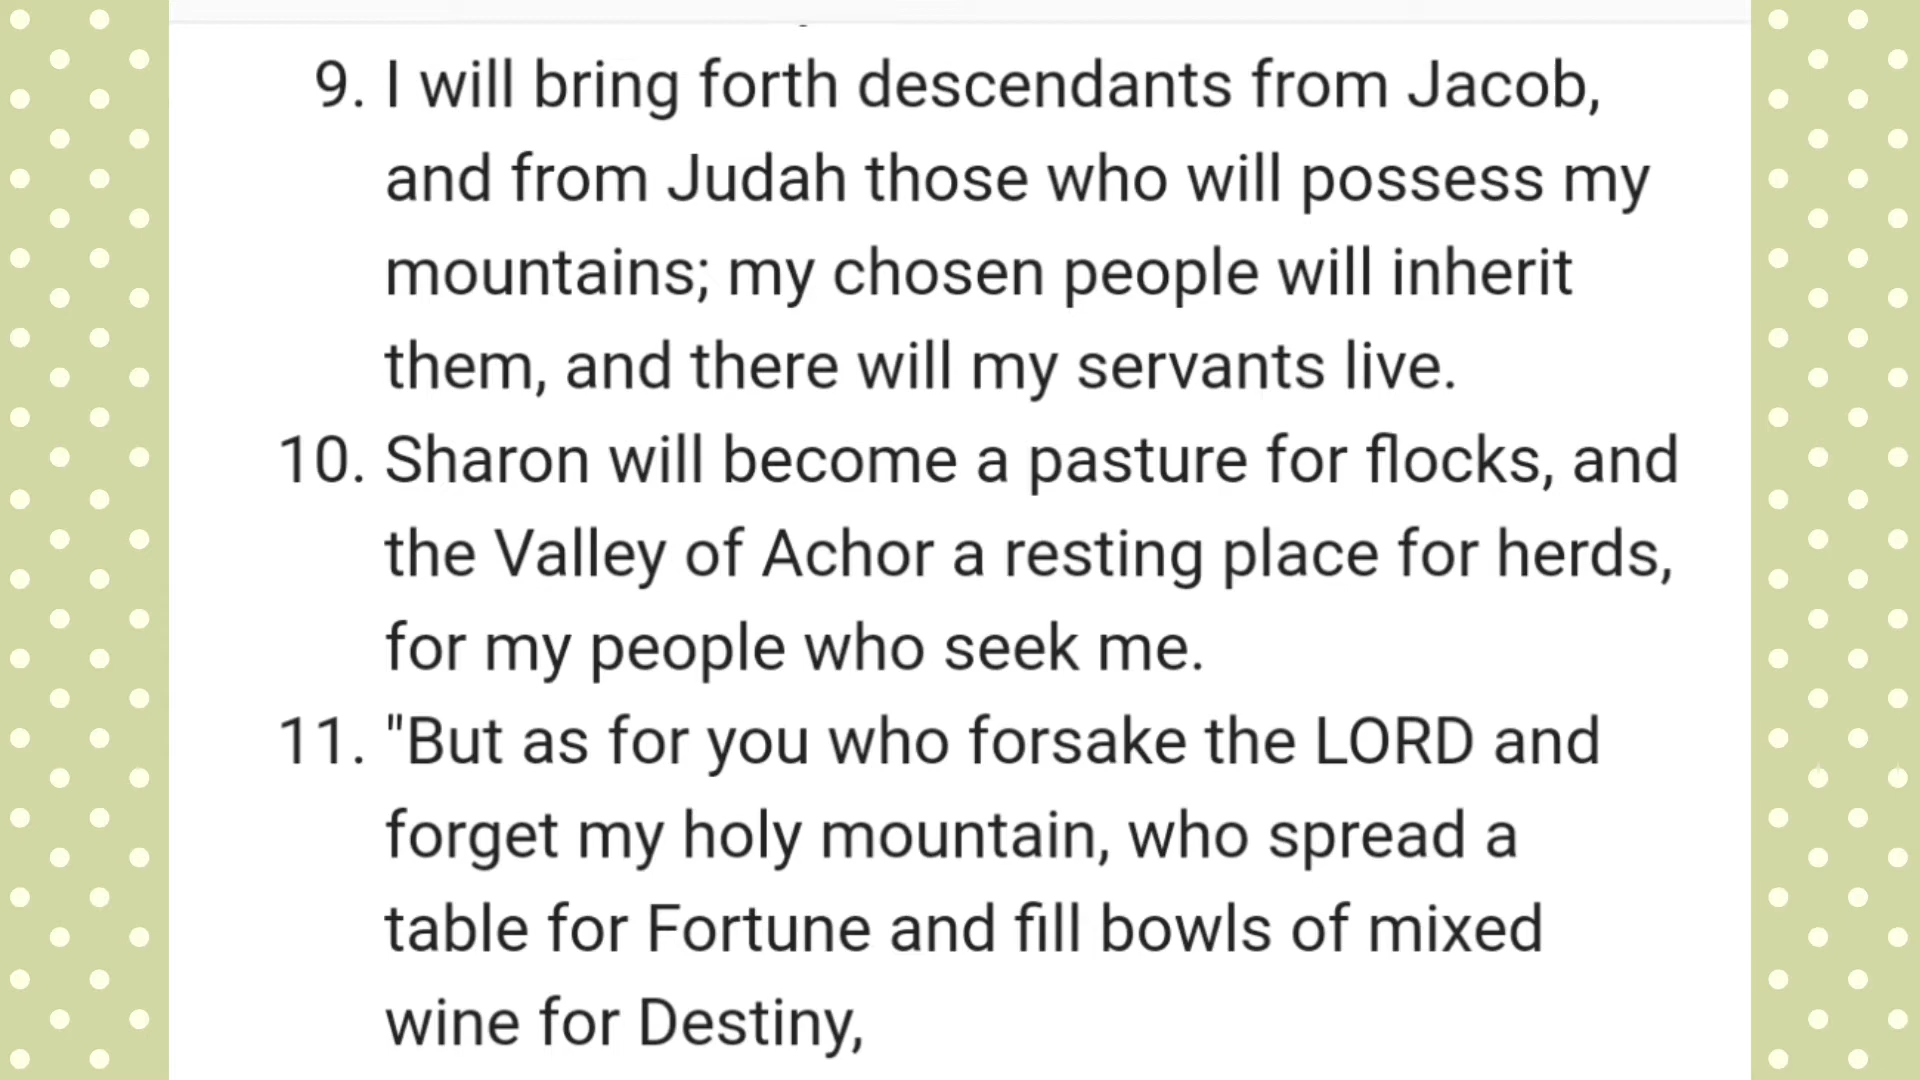 9. I will bring forth descendants from Jacob,
and from Judah those who will possess my
mountains; my chosen people will inherit
them, and there will my servants live.
10. Sharon will become a pasture for flocks, and
the Valley of Achor a resting place for herds,
for my people who seek me.
11. "But as for you who forsake the LORD and
forget my holy mountain, who spread a
table for Fortune and fill bowls of mixed
wine for Destiny,